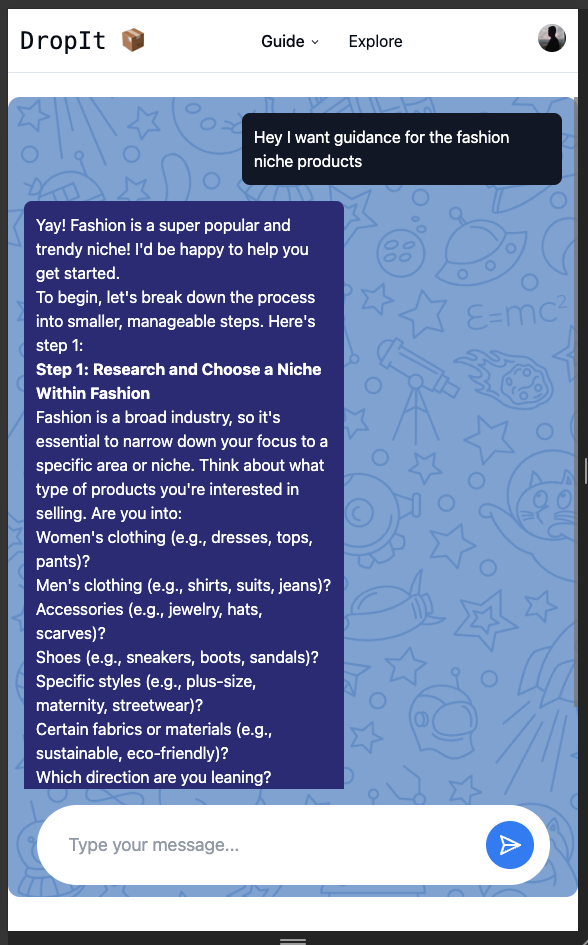 DropIt 📦
Guide
Explore
Hey I want guidance for the fashion
niche products
Yay! Fashion is a super popular and
trendy niche! I'd be happy to help you
get started.
To begin, let's break down the process
into smaller, manageable steps. Here's
step 1:
Step 1: Research and Choose a Niche
Within Fashion
Fashion is a broad industry, so it's
essential to narrow down your focus to a
specific area or niche. Think about what
type of products you're interested in
selling. Are you into:
Women's clothing (e.g., dresses, tops,
pants)?
Men's clothing (e.g., shirts, suits, jeans)?
Accessories (e.g., jewelry, hats,
scarves)?
Shoes (e.g., sneakers, boots, sandals)?
Specific styles (e.g., plus-size,
maternity, streetwear)?
Certain fabrics or materials (e.g.,
sustainable, eco-friendly)?
Which direction are you leaning?
E=mc²
Type your message...